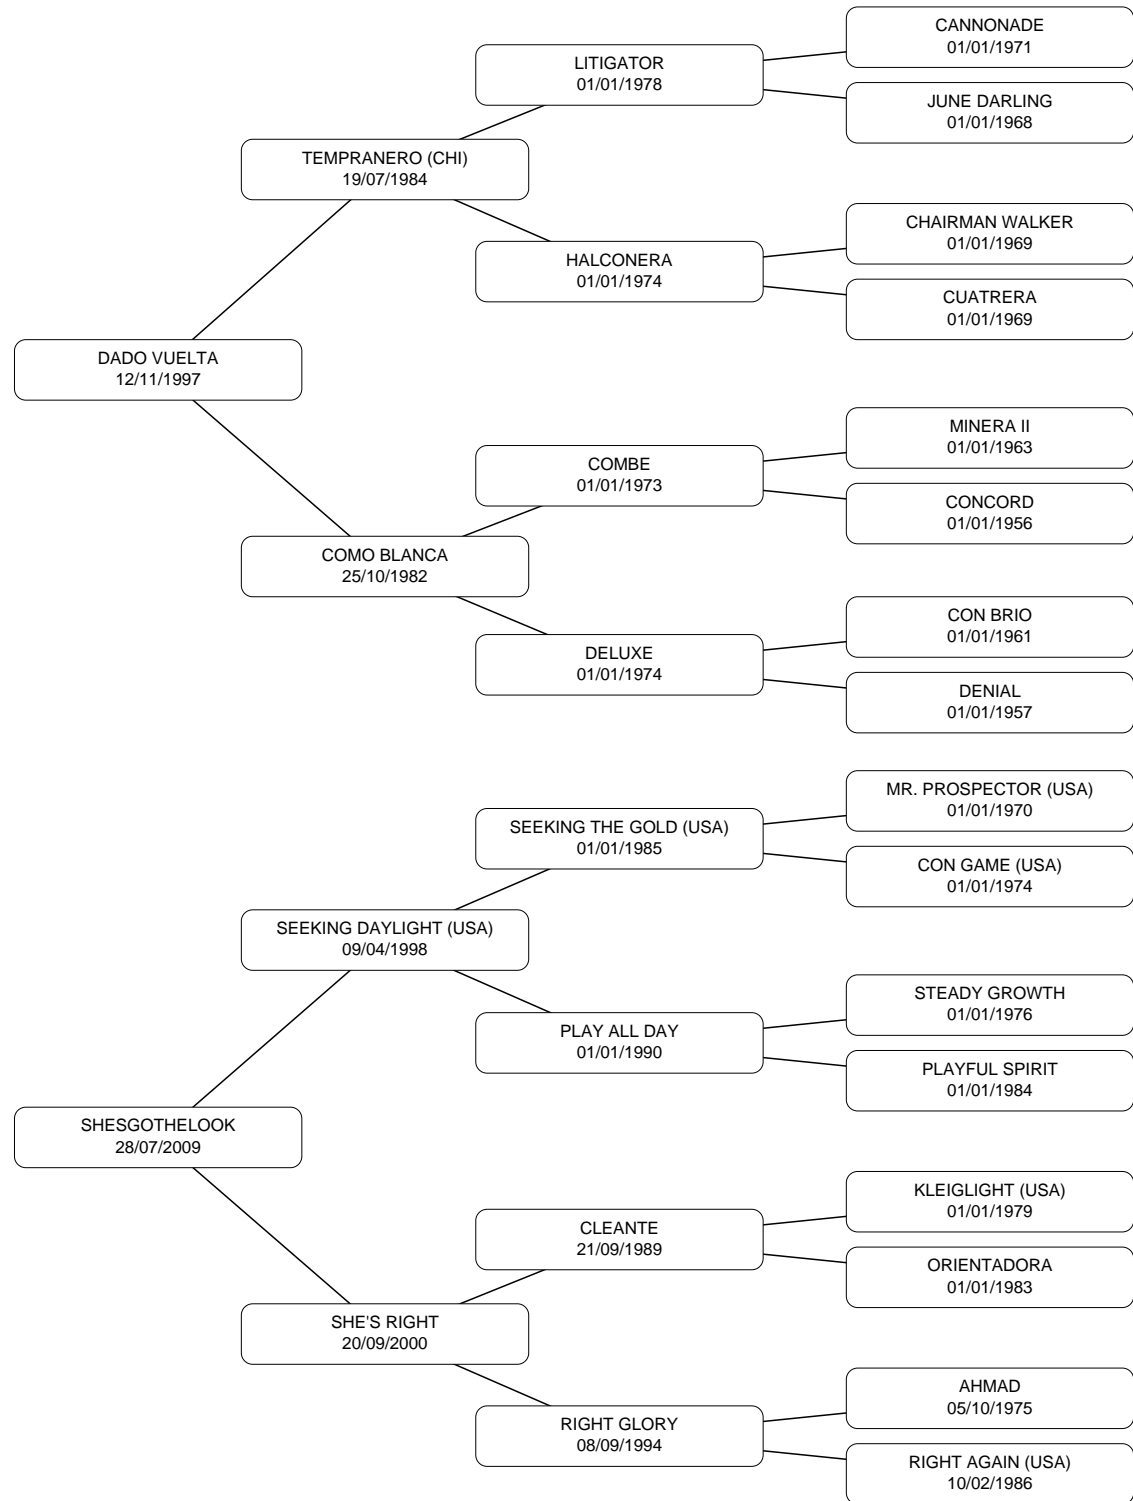 CANNONADE
01/01/1971
LITIGATOR
01/01/1978
JUNE DARLING
01/01/1968
TEMPRANERO (CHI)
19/07/1984
CHAIRMAN WALKER
01/01/1969
HALCONERA
01/01/1974
CUATRERA
01/01/1969
DADO VUELTA
12/11/1997
MINERA II
01/01/1963
COMBE
01/01/1973
CONCORD
01/01/1956
COMO BLANCA
25/10/1982
CON BRIO
01/01/1961
DELUXE
01/01/1974
DENIAL
01/01/1957
MR. PROSPECTOR (USA)
01/01/1970
SEEKING THE GOLD (USA)
01/01/1985
CON GAME (USA)
01/01/1974
SEEKING DAYLIGHT (USA)
09/04/1998
STEADY GROWTH
01/01/1976
PLAY ALL DAY
01/01/1990
PLAYFUL SPIRIT
01/01/1984
SHESGOTHELOOK
28/07/2009
KLEIGLIGHT (USA)
01/01/1979
CLEANTE
21/09/1989
ORIENTADORA
01/01/1983
SHE'S RIGHT
20/09/2000
AHMAD
05/10/1975
RIGHT GLORY
08/09/1994
RIGHT AGAIN (USA)
10/02/1986